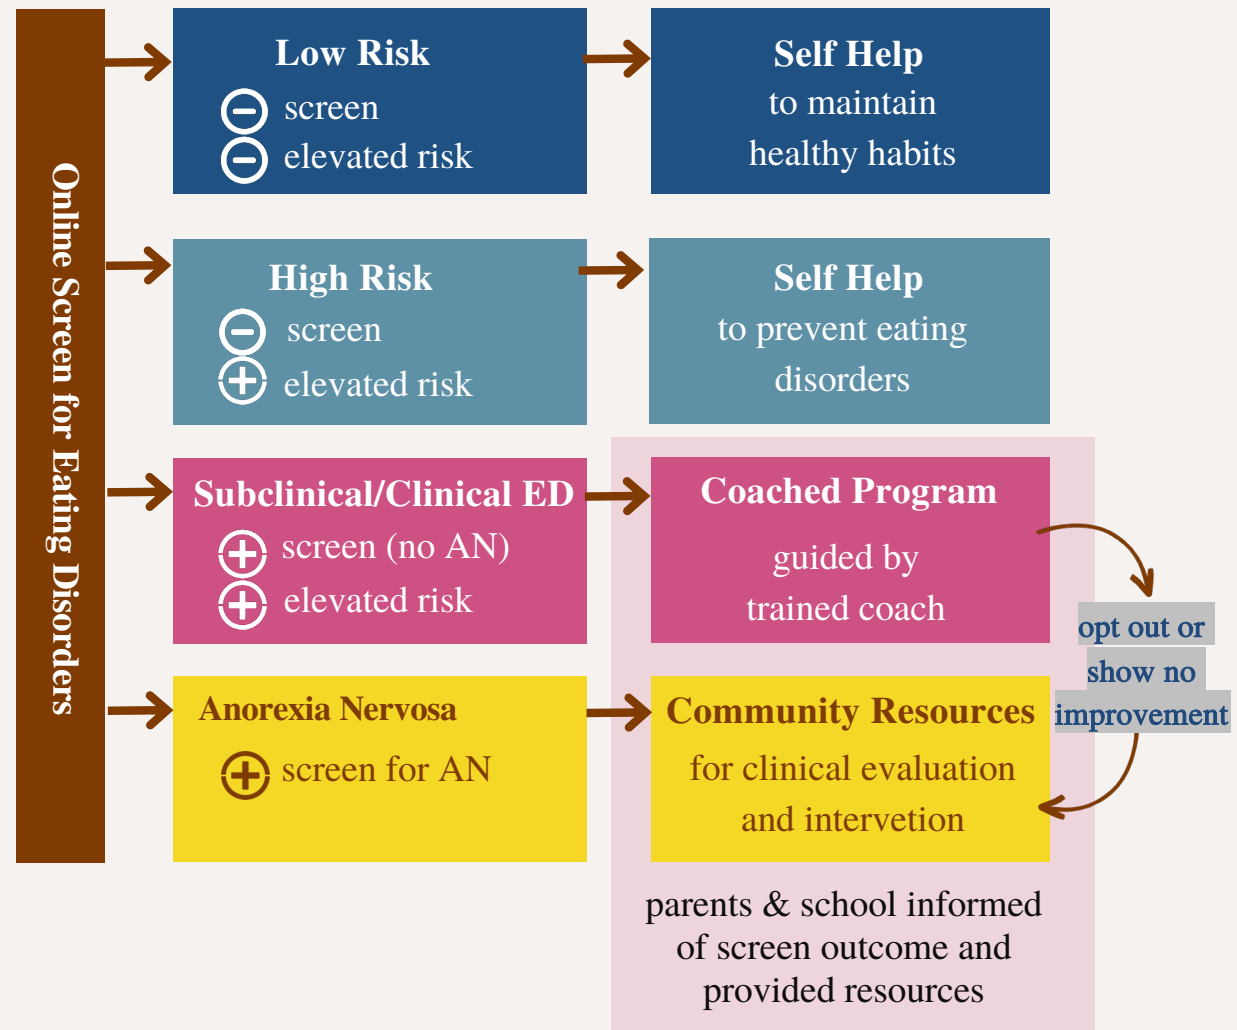 Online Screen for Eating Disorders
Low Risk
screen
elevated risk
Self Help
to maintain
healthy habits
High Risk
screen
elevated risk
Self Help
to prevent eating
disorders
Subclinical/Clinical ED
screen (no AN)
elevated risk
Coached Program
guided by
trained coach
opt out or
show no
improvement
Anorexia Nervosa
screen for AN
Community Resources
for clinical evaluation
and intervetion
parents & school informed
of screen outcome and
provided resources